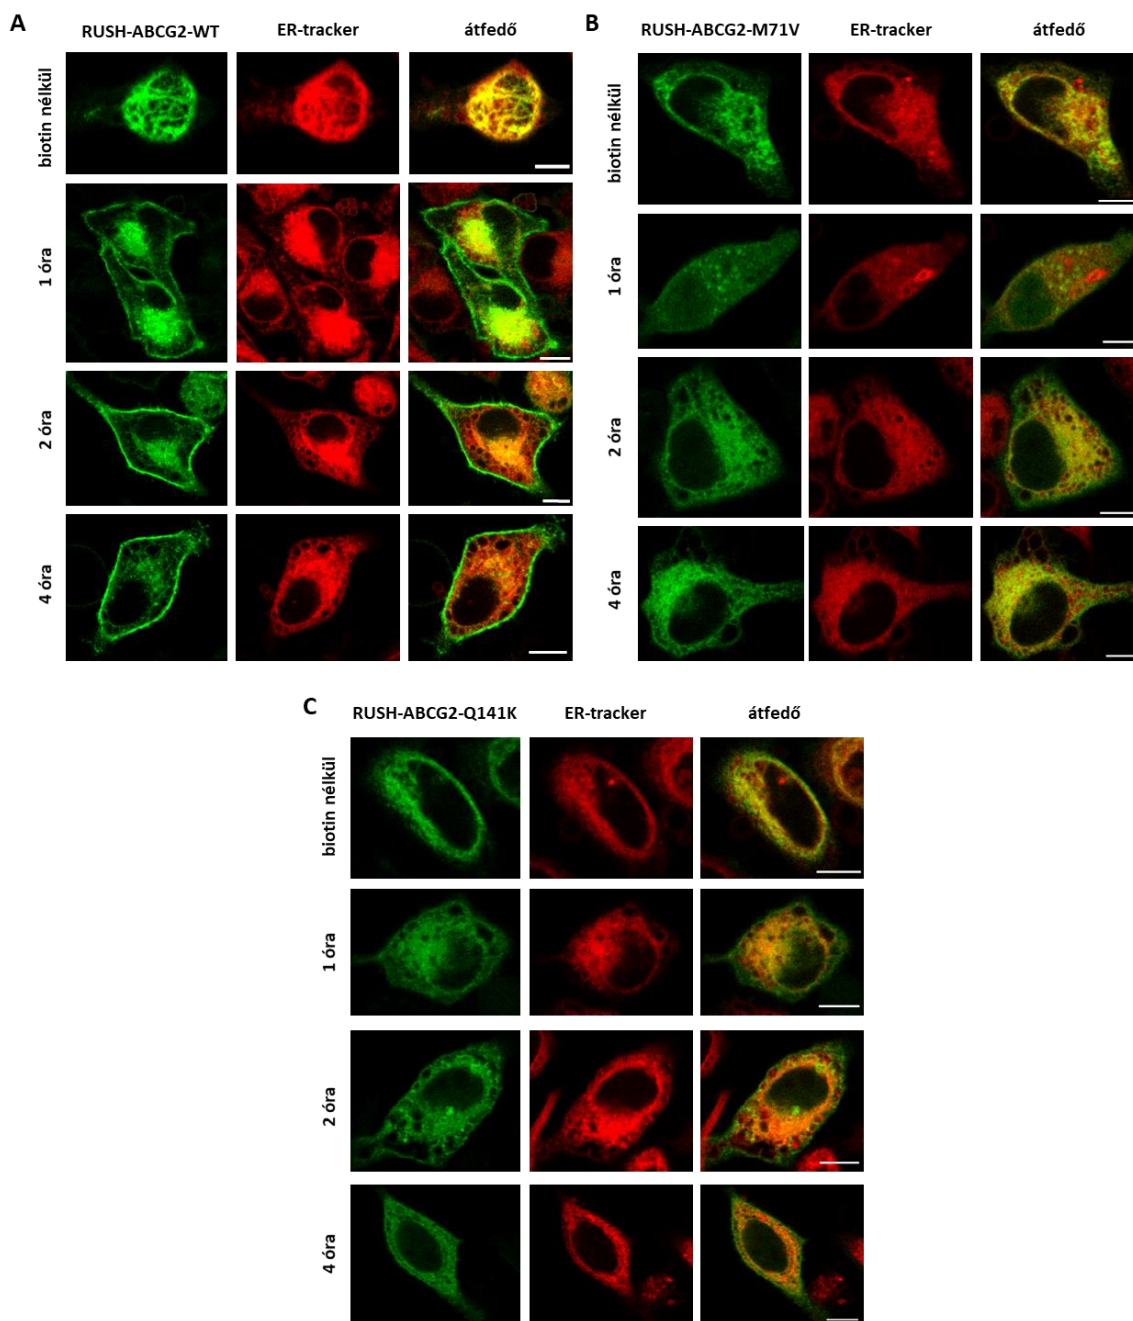 A
RUSH-ABCG2-WT ER-tracker átfedő
biotin nélkül
1 óra
2 óra
4 óra
B
RUSH-ABCG2-M71V ER-tracker átfedő
biotin nélkül
1 óra
2 óra
4 óra
C
RUSH-ABCG2-Q141K ER-tracker átfedő
biotin nélkül
1 óra
2 óra
4 óra